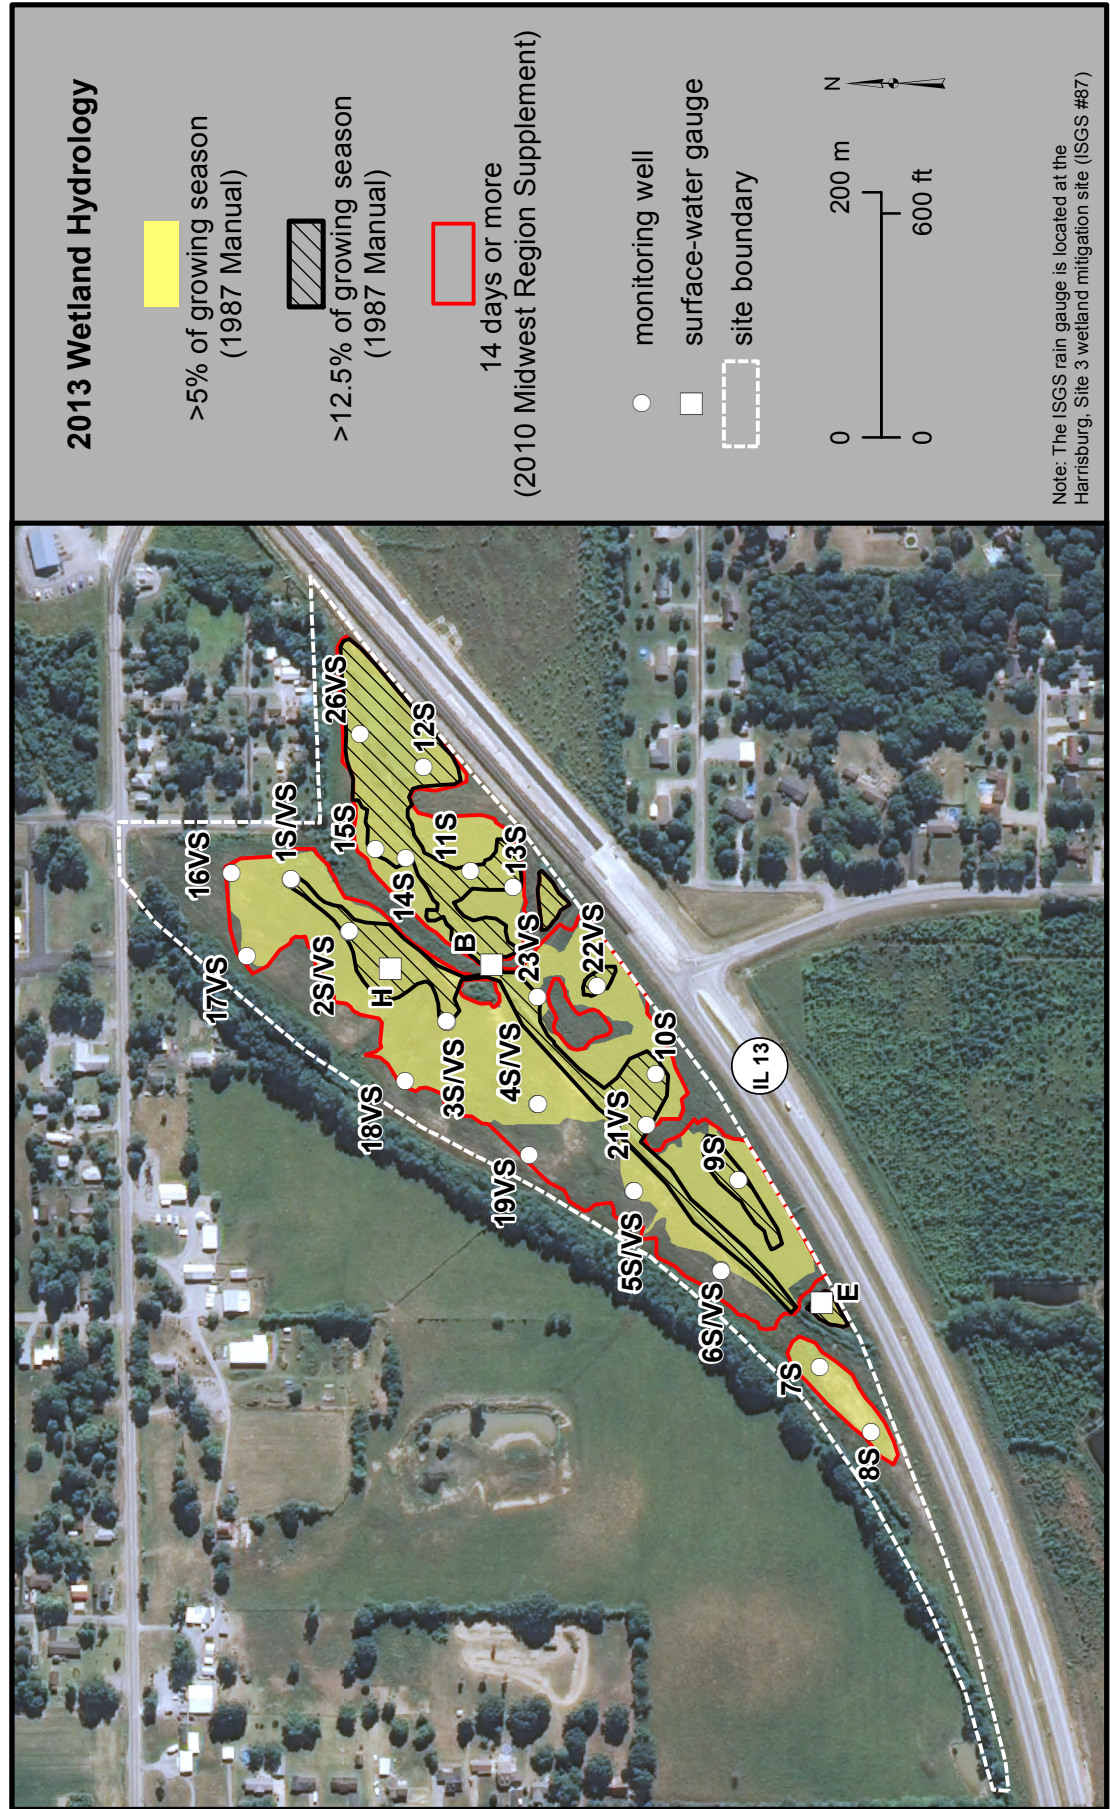 2013 Wetland Hydrology
>5% of growing season
(1987 Manual)
>12.5% of growing season
(1987 Manual)
14 days or more
(2010 Midwest Region Supplement)
monitoring well
surface-water gauge
site boundary
N
0
200 m
0
600 ft
Note: The ISGS rain gauge is located at the
Harrisburg, Site 3 wetland mitigation site (ISGS #87)
16VS
1S/VS
17VS
2S/VS
H
15S
26VS
12S
14S
11S
13S
B
18VS
3S/VS
23VS
22VS
4S/VS
19VS
21VS
10S
5S/VS
9S
6S/VS
E
7S
8S
IL 13